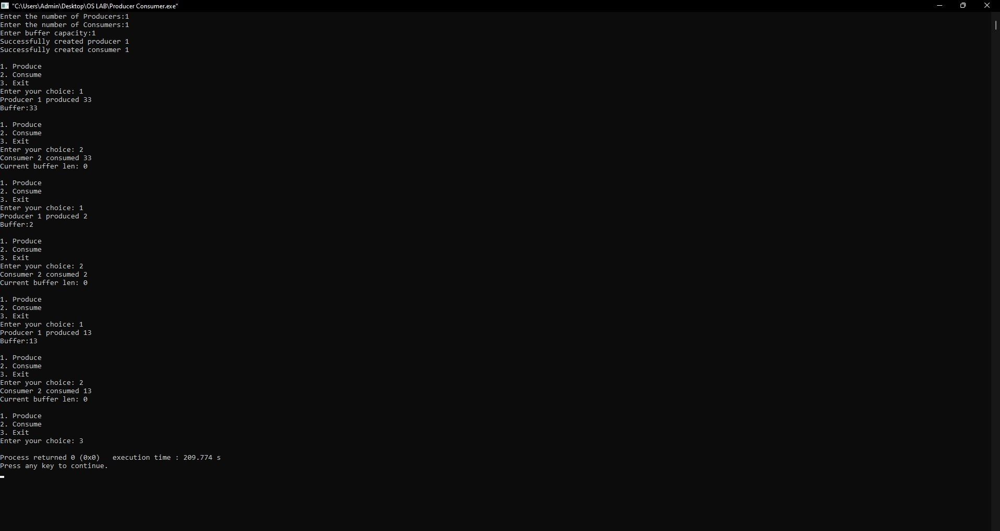 "C:\Users\Admin\Desktop\OS LAB\Producer Consumer.exe"
Enter the number of Producers:1
Enter the number of Consumers:1
Enter buffer capacity:1
Successfully created producer 1
Successfully created consumer 1
1. Produce
2. Consume
3. Exit
Enter your choice: 1
Producer 1 produced 33
Buffer:33
1. Produce
2. Consume
3. Exit
Enter your choice: 2
Consumer 2 consumed 33
Current buffer len: 0
1. Produce
2. Consume
3. Exit
Enter your choice: 1
Producer 1 produced 2
Buffer:2
1. Produce
2. Consume
3. Exit
Enter your choice: 2
Consumer 2 consumed 2
Current buffer len: 0
1. Produce
2. Consume
3. Exit
Enter your choice: 1
Producer 1 produced 13
Buffer:13
1. Produce
2. Consume
3. Exit
Enter your choice: 2
Consumer 2 consumed 13
Current buffer len: 0
1. Produce
2. Consume
3. Exit
Enter your choice: 3
Process returned 0 (0x0)   execution time : 209.774 s
Press any key to continue.